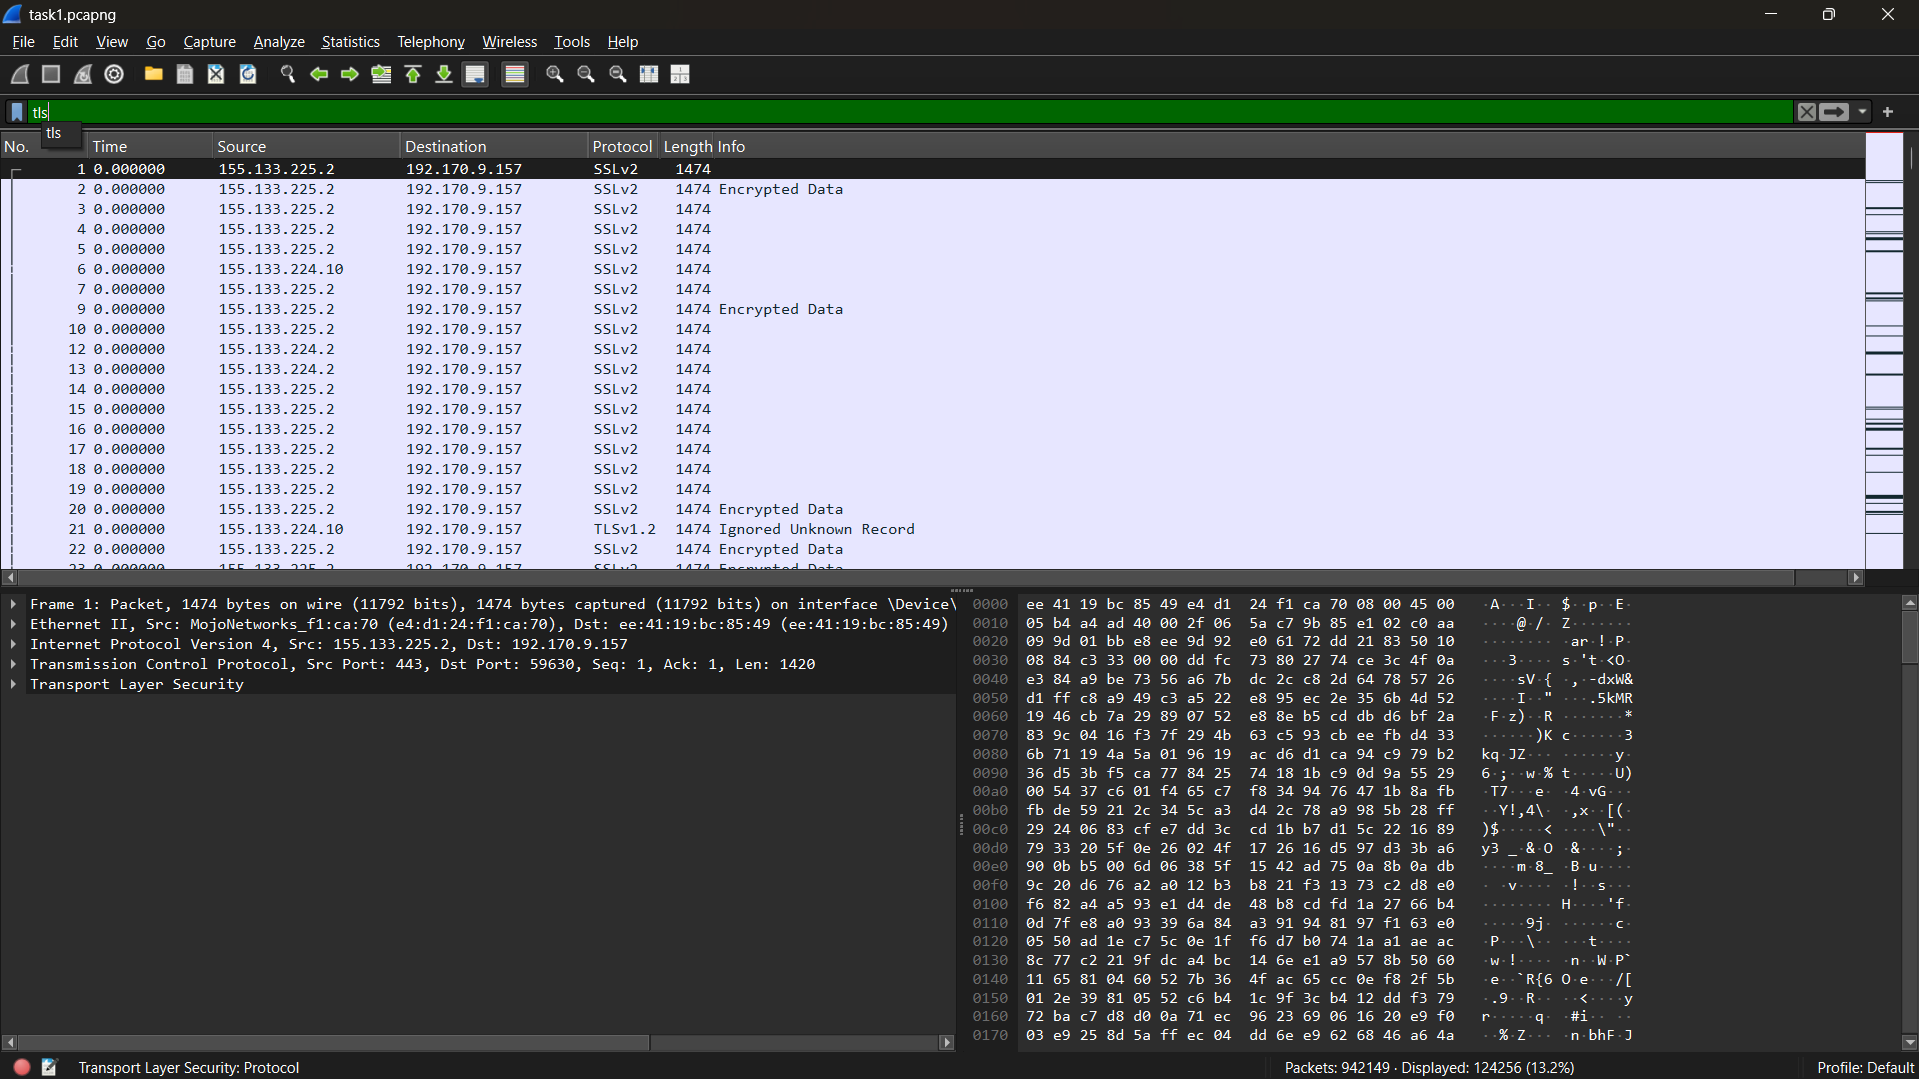 task1.pcapng
File Edit View Go Capture Analyze Statistics Telephony Wireless Tools Help
tls
tls
No. Time Source Destination Protocol Length Info
1 0.000000 155.133.225.2 192.170.9.157 SSLv2 1474
2 0.000000 155.133.225.2 192.170.9.157 SSLv2 1474 Encrypted Data
3 0.000000 155.133.225.2 192.170.9.157 SSLv2 1474
4 0.000000 155.133.225.2 192.170.9.157 SSLv2 1474
5 0.000000 155.133.225.2 192.170.9.157 SSLv2 1474
6 0.000000 155.133.224.10 192.170.9.157 SSLv2 1474
7 0.000000 155.133.225.2 192.170.9.157 SSLv2 1474
9 0.000000 155.133.225.2 192.170.9.157 SSLv2 1474 Encrypted Data
10 0.000000 155.133.225.2 192.170.9.157 SSLv2 1474
12 0.000000 155.133.224.2 192.170.9.157 SSLv2 1474
13 0.000000 155.133.224.2 192.170.9.157 SSLv2 1474
14 0.000000 155.133.225.2 192.170.9.157 SSLv2 1474
15 0.000000 155.133.225.2 192.170.9.157 SSLv2 1474
16 0.000000 155.133.225.2 192.170.9.157 SSLv2 1474
17 0.000000 155.133.225.2 192.170.9.157 SSLv2 1474
18 0.000000 155.133.225.2 192.170.9.157 SSLv2 1474
19 0.000000 155.133.225.2 192.170.9.157 SSLv2 1474
20 0.000000 155.133.225.2 192.170.9.157 SSLv2 1474 Encrypted Data
21 0.000000 155.133.224.10 192.170.9.157 TLSv1.2 1474 Ignored Unknown Record
22 0.000000 155.133.225.2 192.170.9.157 SSLv2 1474 Encrypted Data
Frame 1: Packet, 1474 bytes on wire (11792 bits), 1474 bytes captured (11792 bits) on interface \Device\
Ethernet II, Src: MojoNetworks_f1:ca:70 (e4:d1:24:f1:ca:70), Dst: ee:41:19:bc:85:49 (ee:41:19:bc:85:49)
Internet Protocol Version 4, Src: 155.133.225.2, Dst: 192.170.9.157
Transmission Control Protocol, Src Port: 443, Dst Port: 59630, Seq: 1, Ack: 1, Len: 1420
Transport Layer Security
0000 ee 41 19 bc 85 49 e4 d1 24 f1 ca 70 08 00 45 00 ·A···I·· $··p··E·
0010 05 b4 a4 ad 40 00 2f 06 5a c7 9b 85 e1 02 c0 aa ····@·/· Z·······
0020 09 9d 01 bb e8 ee 9d 92 e0 61 72 dd 21 83 50 10 ········ ·ar·!·P·
0030 08 84 c3 33 00 00 dd fc 73 80 27 74 ce 3c 4f 0a ···3···· s·'t·<O·
0040 e3 84 a9 be 73 56 a6 7b dc 2c c8 2d 64 78 57 26 ····sV·{ ·,·-dxW&
0050 d1 ff c8 a9 49 c3 a5 22 e8 95 ec 2e 35 6b 4d 52 ····I··" ···.5kMR
0060 19 46 cb 7a 29 89 07 52 e8 8e b5 cd db d6 bf 2a ·F·z)··R ·······*
0070 83 9c 04 16 f3 7f 29 4b 63 c5 93 cb ee fb d4 33 ······)K c······3
0080 6b 71 19 4a 5a 01 96 19 ac d6 d1 ca 94 c9 79 b2 kq·JZ··· ······y·
0090 36 d5 3b f5 ca 77 84 25 74 18 1b c9 0d 9a 55 29 6·;··w·% t·····U)
00a0 00 54 37 c6 01 f4 65 c7 f8 34 94 76 47 1b 8a fb ·T7···e· ·4·vG···
00b0 fb de 59 21 2c 34 5c a3 d4 2c 78 a9 98 5b 28 ff ··Y!,4\· ·,x··[(·
00c0 29 24 06 83 cf e7 dd 3c cd 1b b7 d1 5c 22 16 89 )$·····< ····\"··
00d0 79 33 20 5f 0e 26 02 4f 17 26 16 d5 97 d3 3b a6 y3 _·&·O ·&····;·
00e0 90 0b b5 00 6d 06 38 5f 15 42 ad 75 0a 8b 0a db ····m·8_ ·B·u····
00f0 9c 20 d6 76 a2 a0 12 b3 b8 21 f3 13 73 c2 d8 e0 · ·v···· ·!··s···
0100 f6 82 a4 a5 93 e1 d4 de 48 b8 cd fd 1a 27 66 b4 ········ H····'f·
0110 0d 7f e8 a0 93 39 6a 84 a3 91 94 81 97 f1 63 e0 ·····9j· ······c·
0120 05 50 ad 1e c7 5c 0e 1f f6 d7 b0 74 1a a1 ae ac ·P···\·· ···t····
0130 8c 77 c2 21 9f dc a4 bc 14 6e e1 a9 57 8b 50 60 ·w·!···· ·n··W·P`
0140 11 65 81 04 60 52 7b 36 4f ac 65 cc 0e f8 2f 5b ·e··`R{6 O·e···/[
0150 01 2e 39 81 05 52 c6 b4 1c 9f 3c b4 12 dd f3 79 ·.9··R·· ··<····y
0160 72 ba c7 d8 d0 0a 71 ec 96 23 69 06 16 20 e9 f0 r·····q· ·#i·· ··
0170 03 e9 25 8d 5a ff ec 04 dd 6e e9 62 68 46 a6 4a ··%·Z··· ·n·bhF·J
Transport Layer Security: Protocol
Packets: 942149 · Displayed: 124256 (13.2%)
Profile: Default